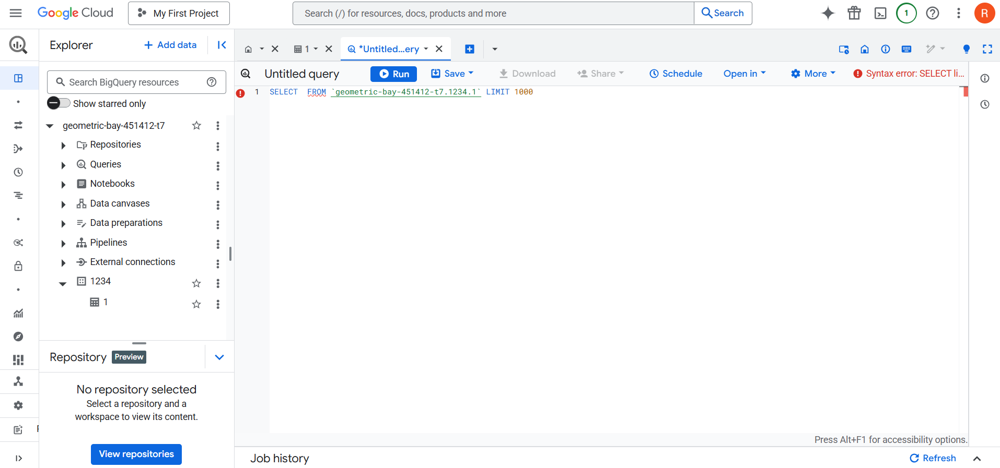 Google Cloud
My First Project
Search (/) for resources, docs, products and more
Search
1
R
Explorer
+ Add data
1
*Untitled...ery
Search BigQuery resources
Untitled query
Run
Save
Download
Share
Schedule
Open in
More
Syntax error: SELECT li...
Show starred only
1 SELECT  FROM `geometric-bay-451412-t7.1234.1` LIMIT 1000
geometric-bay-451412-t7
Repositories
Queries
Notebooks
Data canvases
Data preparations
Pipelines
External connections
1234
1
Repository Preview
No repository selected
Select a repository and a
workspace to view its content.
View repositories
Press Alt+F1 for accessibility options.
Job history
Refresh